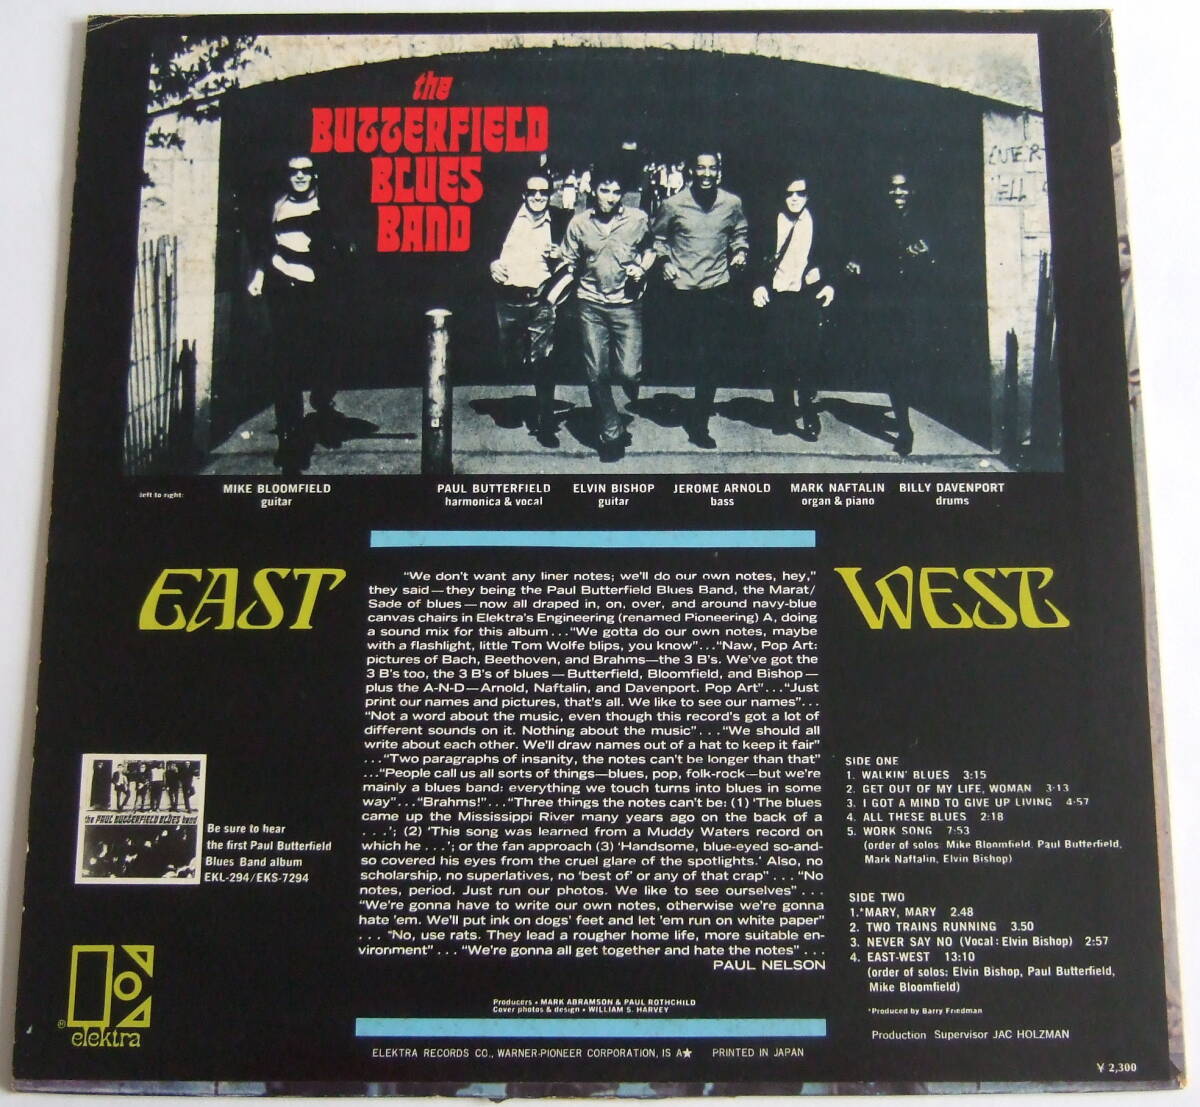 the
BUTTERFIELD
BLUES
BAND
left to right:
MIKE BLOOMFIELD
guitar
PAUL BUTTERFIELD
harmonica & vocal
ELVIN BISHOP
guitar
JEROME ARNOLD
bass
MARK NAFTALIN
organ & piano
BILLY DAVENPORT
drums
EAST
WEST
"We don't want any liner notes; we'll do our own notes, hey,"
they said—they being the Paul Butterfield Blues Band, the Marat/
Sade of blues—now all draped in, on, over, and around navy-blue
canvas chairs in Elektra's Engineering (renamed Pioneering) A, doing
a sound mix for this album..."We gotta do our own notes, maybe
with a flashlight, little Tom Wolfe blips, you know"..."Naw, Pop Art:
pictures of Bach, Beethoven, and Brahms—the 3 B's. We've got the
3 B's too, the 3 B's of blues—Butterfield, Bloomfield, and Bishop—
plus the A-N-D—Arnold, Naftalin, and Davenport. Pop Art"..."Just
print our names and pictures, that's all. We like to see our names"...
"Not a word about the music, even though this record's got a lot of
different sounds on it. Nothing about the music"..."We should all
write about each other. We'll draw names out of a hat to keep it fair"
..."Two paragraphs of insanity, the notes can't be longer than that"
..."People call us all sorts of things—blues, pop, folk-rock—but we're
mainly a blues band: everything we touch turns into blues in some
way"..."Brahms!"..."Three things the notes can't be: (1) 'The blues
came up the Mississippi River many years ago on the back of a
...'; (2) 'This song was learned from a Muddy Waters record on
which he ...'; or the fan approach (3) 'Handsome, blue-eyed so-and-
so covered his eyes from the cruel glare of the spotlights.' Also, no
scholarship, no superlatives, no 'best of' or any of that crap" ... "No
notes, period. Just run our photos. We like to see ourselves" ...
"We're gonna have to write our own notes, otherwise we're gonna
hate 'em. We'll put ink on dogs' feet and let 'em run on white paper"
... "No, use rats. They lead a rougher home life, more suitable en-
vironment" ... "We're gonna all get together and hate the notes" ...
PAUL NELSON
the PAUL BUTTERFIELD BLUES band
Be sure to hear
the first Paul Butterfield
Blues Band album
EKL-294/EKS-7294
SIDE ONE
1. WALKIN' BLUES 3:15
2. GET OUT OF MY LIFE, WOMAN 3:13
3. I GOT A MIND TO GIVE UP LIVING 4:57
4. ALL THESE BLUES 2:18
5. WORK SONG 7:53
(order of solos: Mike Bloomfield, Paul Butterfield,
Mark Naftalin, Elvin Bishop)
SIDE TWO
1.*MARY, MARY 2.48
2. TWO TRAINS RUNNING 3.50
3. NEVER SAY NO (Vocal: Elvin Bishop) 2:57
4. EAST-WEST 13:10
(order of solos: Elvin Bishop, Paul Butterfield,
Mike Bloomfield)
*Produced by Barry Friedman
Production Supervisor JAC HOLZMAN
Producers • MARK ABRAMSON & PAUL ROTHCHILD
Cover photos & design • WILLIAM S. HARVEY
elektra
ELEKTRA RECORDS CO., WARNER-PIONEER CORPORATION, IS A★ PRINTED IN JAPAN
¥ 2,300